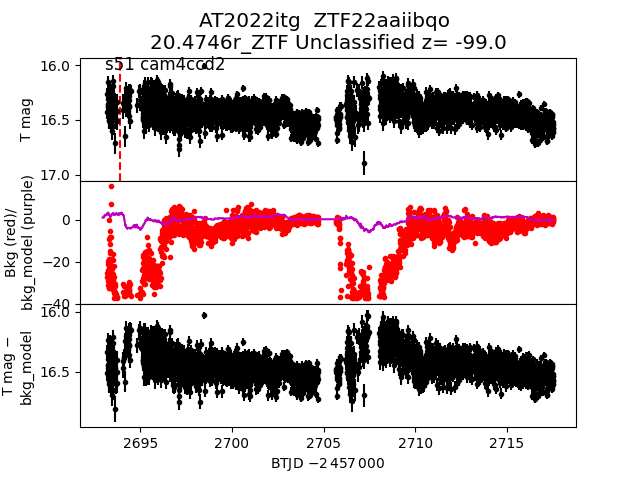 AT2022itg ZTF22aaiibqo
20.4746r_ZTF Unclassified z= -99.0
s51 cam4ccd2
16.0
16.5
17.0
T mag
0
−20
−40
Bkg (red)/
bkg_model (purple)
16.0
16.5
T mag −
bkg_model
2695 2700 2705 2710 2715
BTJD −2 457 000